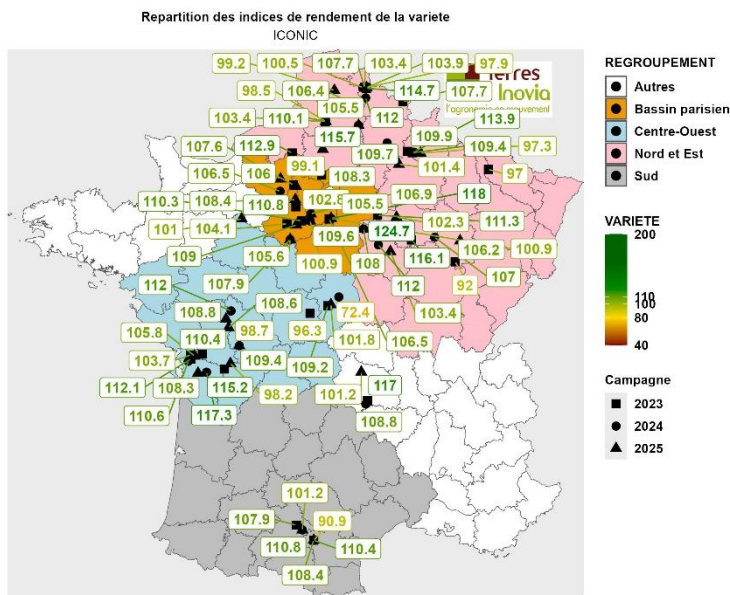 Repartition des indices de rendement de la variete
ICONIC
99.2 100.5 107.7 103.4 103.9 97.9
Terres
Inovia
l'agronomie en mouvement
98.5 106.4 105.5 114.7 107.7
103.4 110.1 112 113.9
115.7 109.9
107.6 112.9 109.7 109.4 97.3
99.1 101.4
106.5 106 108.3 97
110.3 108.4 110.8 102.8 105.5 106.9 118
101 104.1 102.3 111.3
109 105.6 109.6 124.7 106.2 100.9
100.9 108 116.1 107
112 107.9 112 92
108.8 108.6 72.4 103.4
105.8 110.4 98.7 96.3 101.8 106.5
103.7 109.4 109.2
112.1 108.3 115.2 98.2 101.2 117
110.6 117.3 108.8
101.2
107.9 90.9
110.8 110.4
108.4
REGROUPEMENT
Autres
Bassin parisien
Centre-Ouest
Nord et Est
Sud
VARIETE
200
110
100
80
40
Campagne
2023
2024
2025